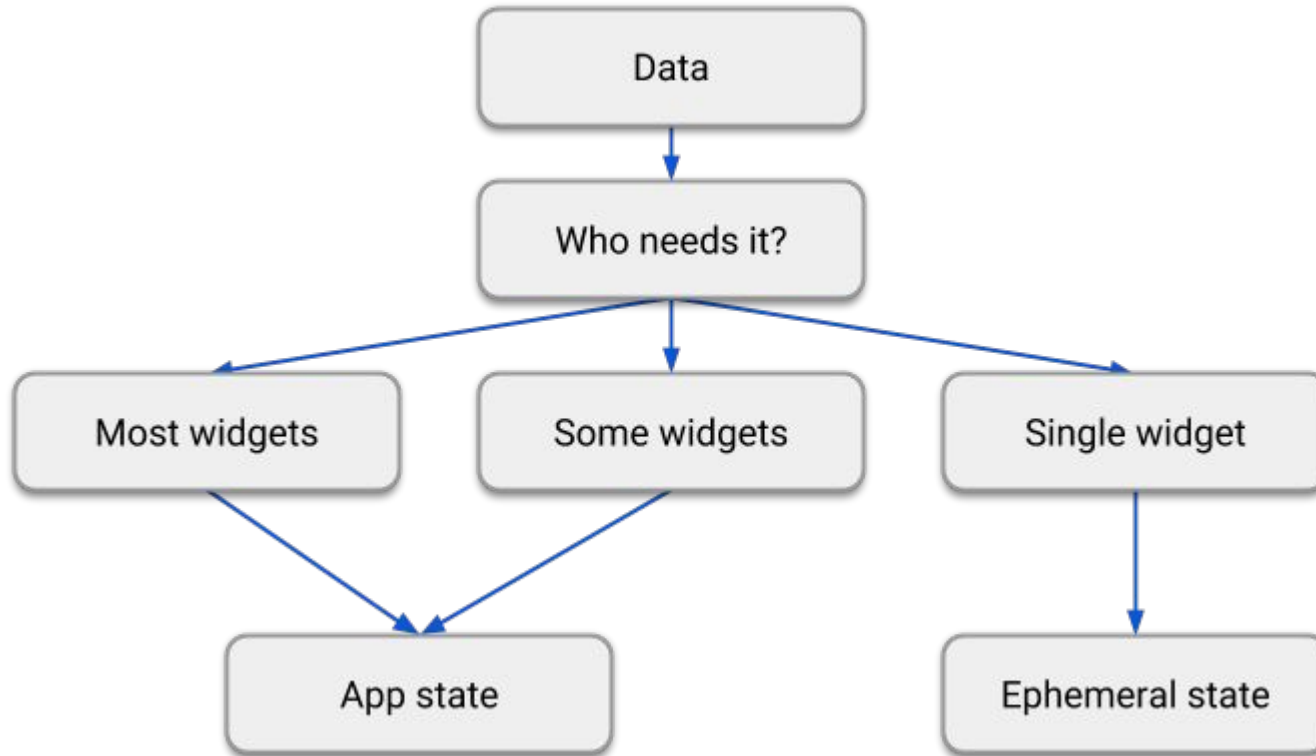 Data
Who needs it?
Most widgets
Some widgets
Single widget
App state
Ephemeral state